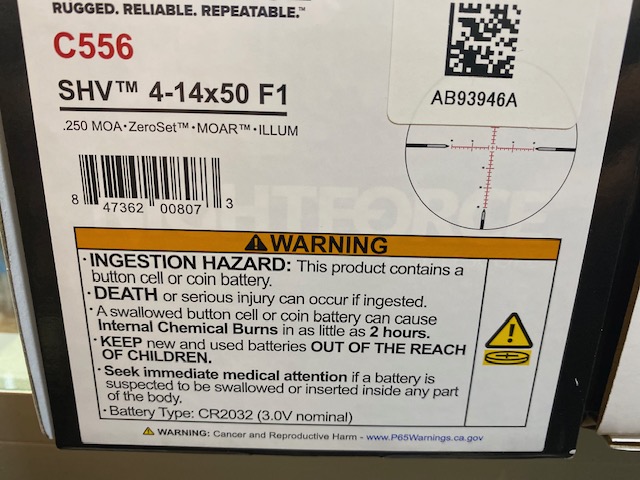 RUGGED. RELIABLE. REPEATABLE.™
C556
SHV™ 4-14x50 F1
.250 MOA•ZeroSet™•MOAR™•ILLUM
AB93946A
8 47362 00807 3
NIGHTFORCE
WARNING
•INGESTION HAZARD: This product contains a
button cell or coin battery.
•DEATH or serious injury can occur if ingested.
•A swallowed button cell or coin battery can cause
Internal Chemical Burns in as little as 2 hours.
•KEEP new and used batteries OUT OF THE REACH
OF CHILDREN.
•Seek immediate medical attention if a battery is
suspected to be swallowed or inserted inside any part
of the body.
•Battery Type: CR2032 (3.0V nominal)
WARNING: Cancer and Reproductive Harm - www.P65Warnings.ca.gov